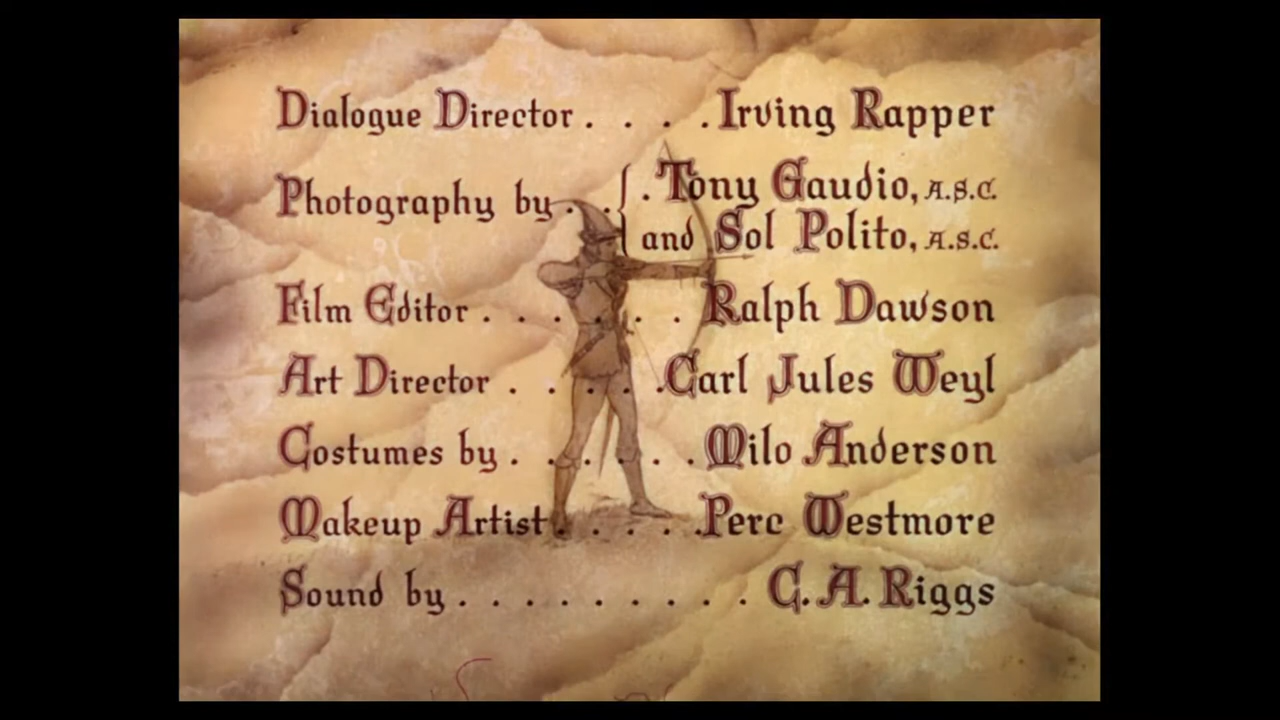 Dialogue Director . . . . Irving Rapper
Photography by . . { . Tony Gaudio, A.S.C.
and Sol Polito, A.S.C.
Film Editor . . . . . . Ralph Dawson
Art Director . . . . . Carl Jules Weyl
Costumes by . . . . . . Milo Anderson
Makeup Artist . . . . . Perc Westmore
Sound by . . . . . . . . . C. A. Riggs